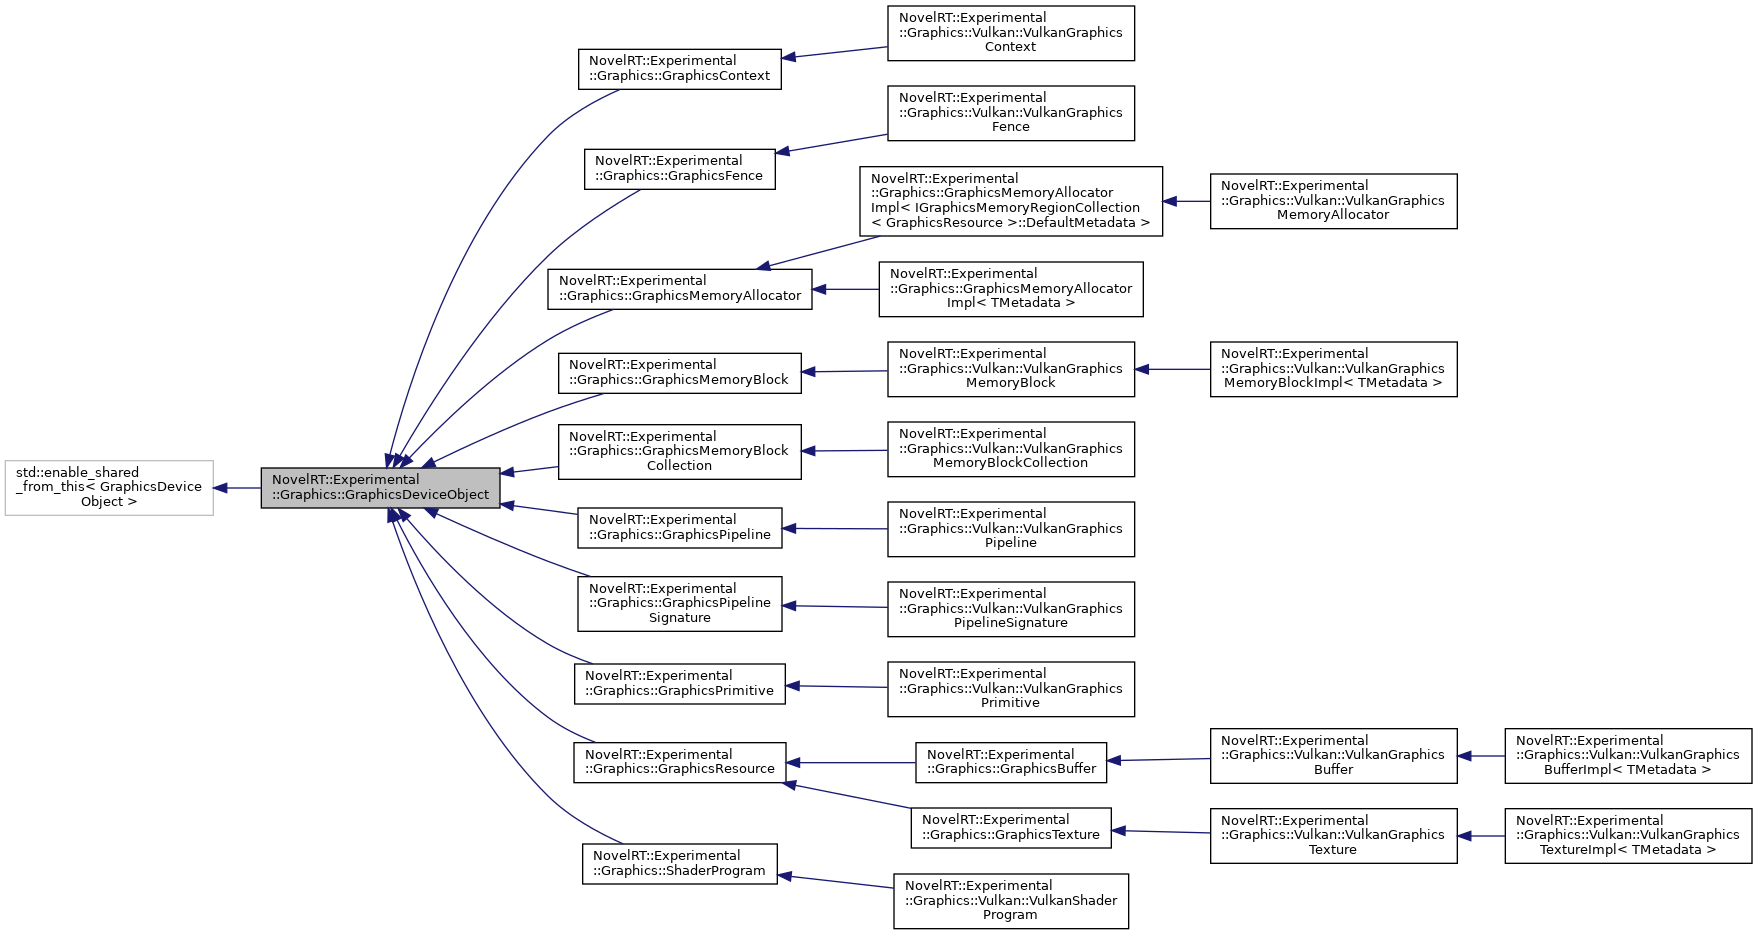 std::enable_shared
_from_this< GraphicsDevice
Object >
NovelRT::Experimental
::Graphics::GraphicsDeviceObject
NovelRT::Experimental
::Graphics::GraphicsContext
NovelRT::Experimental
::Graphics::Vulkan::VulkanGraphics
Context
NovelRT::Experimental
::Graphics::GraphicsFence
NovelRT::Experimental
::Graphics::Vulkan::VulkanGraphics
Fence
NovelRT::Experimental
::Graphics::GraphicsMemoryAllocator
NovelRT::Experimental
::Graphics::GraphicsMemoryAllocator
Impl< IGraphicsMemoryRegionCollection
< GraphicsResource >::DefaultMetadata >
NovelRT::Experimental
::Graphics::Vulkan::VulkanGraphics
MemoryAllocator
NovelRT::Experimental
::Graphics::GraphicsMemoryAllocator
Impl< TMetadata >
NovelRT::Experimental
::Graphics::GraphicsMemoryBlock
NovelRT::Experimental
::Graphics::Vulkan::VulkanGraphics
MemoryBlock
NovelRT::Experimental
::Graphics::Vulkan::VulkanGraphics
MemoryBlockImpl< TMetadata >
NovelRT::Experimental
::Graphics::GraphicsMemoryBlock
Collection
NovelRT::Experimental
::Graphics::Vulkan::VulkanGraphics
MemoryBlockCollection
NovelRT::Experimental
::Graphics::GraphicsPipeline
NovelRT::Experimental
::Graphics::Vulkan::VulkanGraphics
Pipeline
NovelRT::Experimental
::Graphics::GraphicsPipeline
Signature
NovelRT::Experimental
::Graphics::Vulkan::VulkanGraphics
PipelineSignature
NovelRT::Experimental
::Graphics::GraphicsPrimitive
NovelRT::Experimental
::Graphics::Vulkan::VulkanGraphics
Primitive
NovelRT::Experimental
::Graphics::GraphicsResource
NovelRT::Experimental
::Graphics::GraphicsBuffer
NovelRT::Experimental
::Graphics::Vulkan::VulkanGraphics
Buffer
NovelRT::Experimental
::Graphics::Vulkan::VulkanGraphics
BufferImpl< TMetadata >
NovelRT::Experimental
::Graphics::GraphicsTexture
NovelRT::Experimental
::Graphics::Vulkan::VulkanGraphics
Texture
NovelRT::Experimental
::Graphics::Vulkan::VulkanGraphics
TextureImpl< TMetadata >
NovelRT::Experimental
::Graphics::ShaderProgram
NovelRT::Experimental
::Graphics::Vulkan::VulkanShader
Program